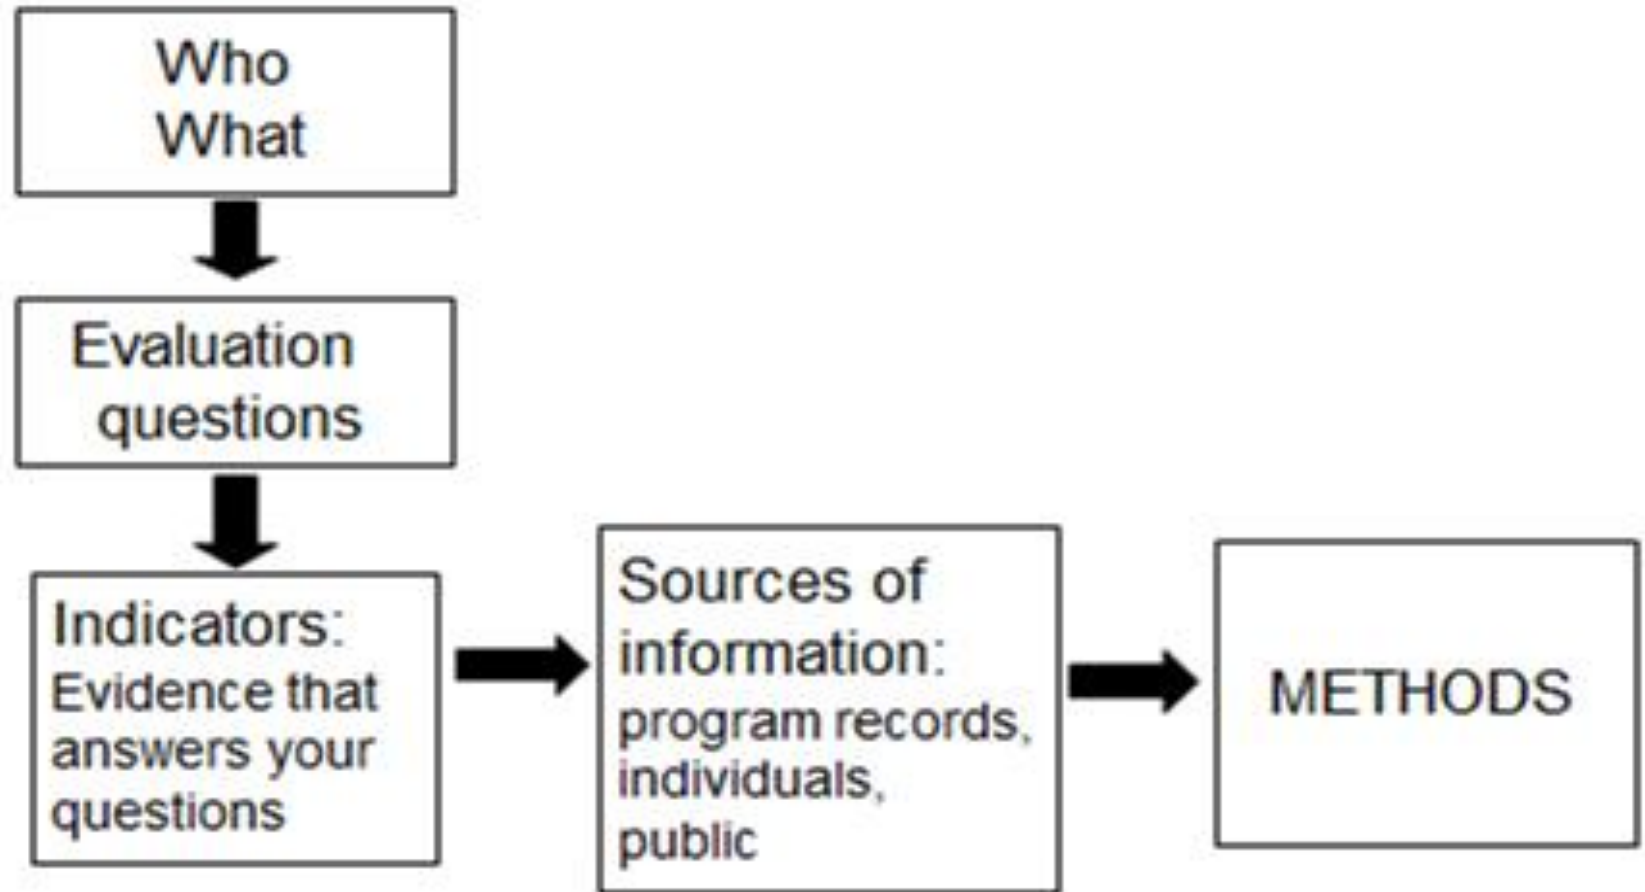 Who
What
Evaluation
questions
Indicators:
Evidence that
answers your
questions
Sources of
information:
program records,
individuals,
public
METHODS